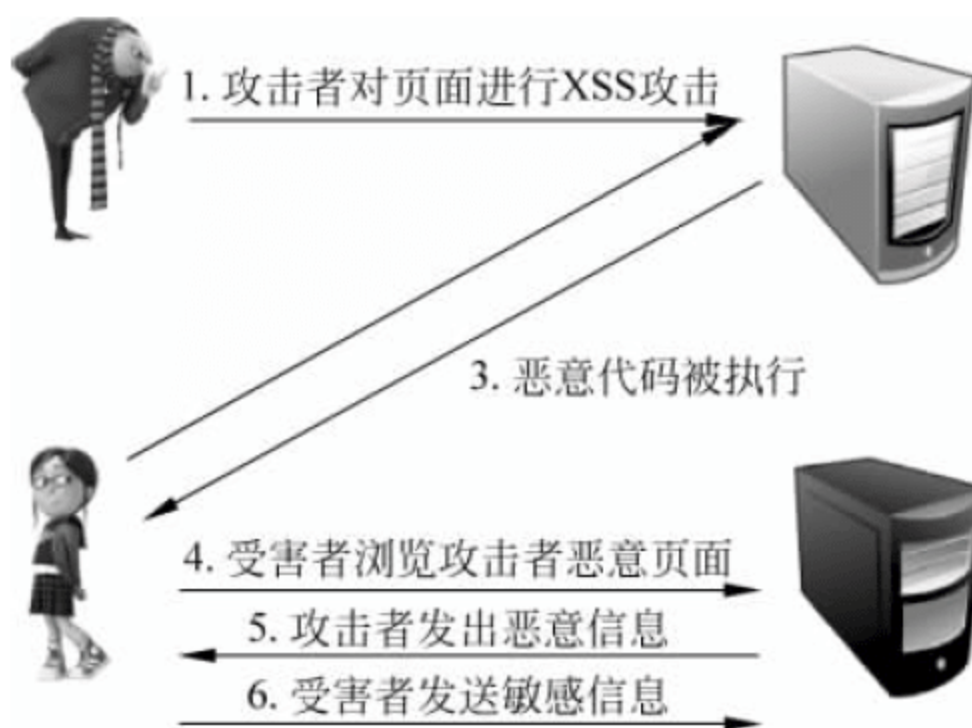 1. 攻击者对页面进行XSS攻击
3. 恶意代码被执行
4. 受害者浏览攻击者恶意页面
5. 攻击者发出恶意信息
6. 受害者发送敏感信息